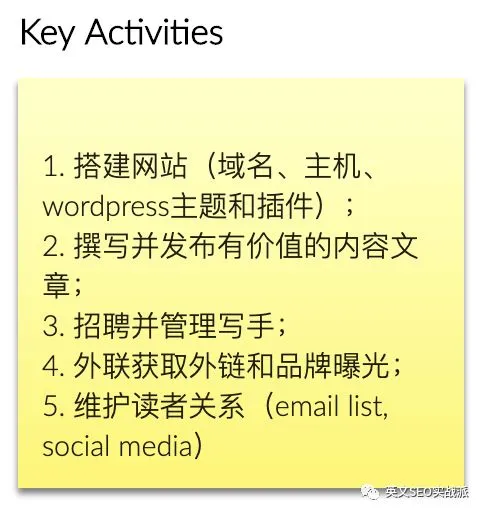 Key Activities
1. 搭建网站（域名、主机、
wordpress主题和插件）；
2. 撰写并发布有价值的内容文
章；
3. 招聘并管理写手；
4. 外联获取外链和品牌曝光；
5. 维护读者关系（email list,
social media）
英文SEO实战派